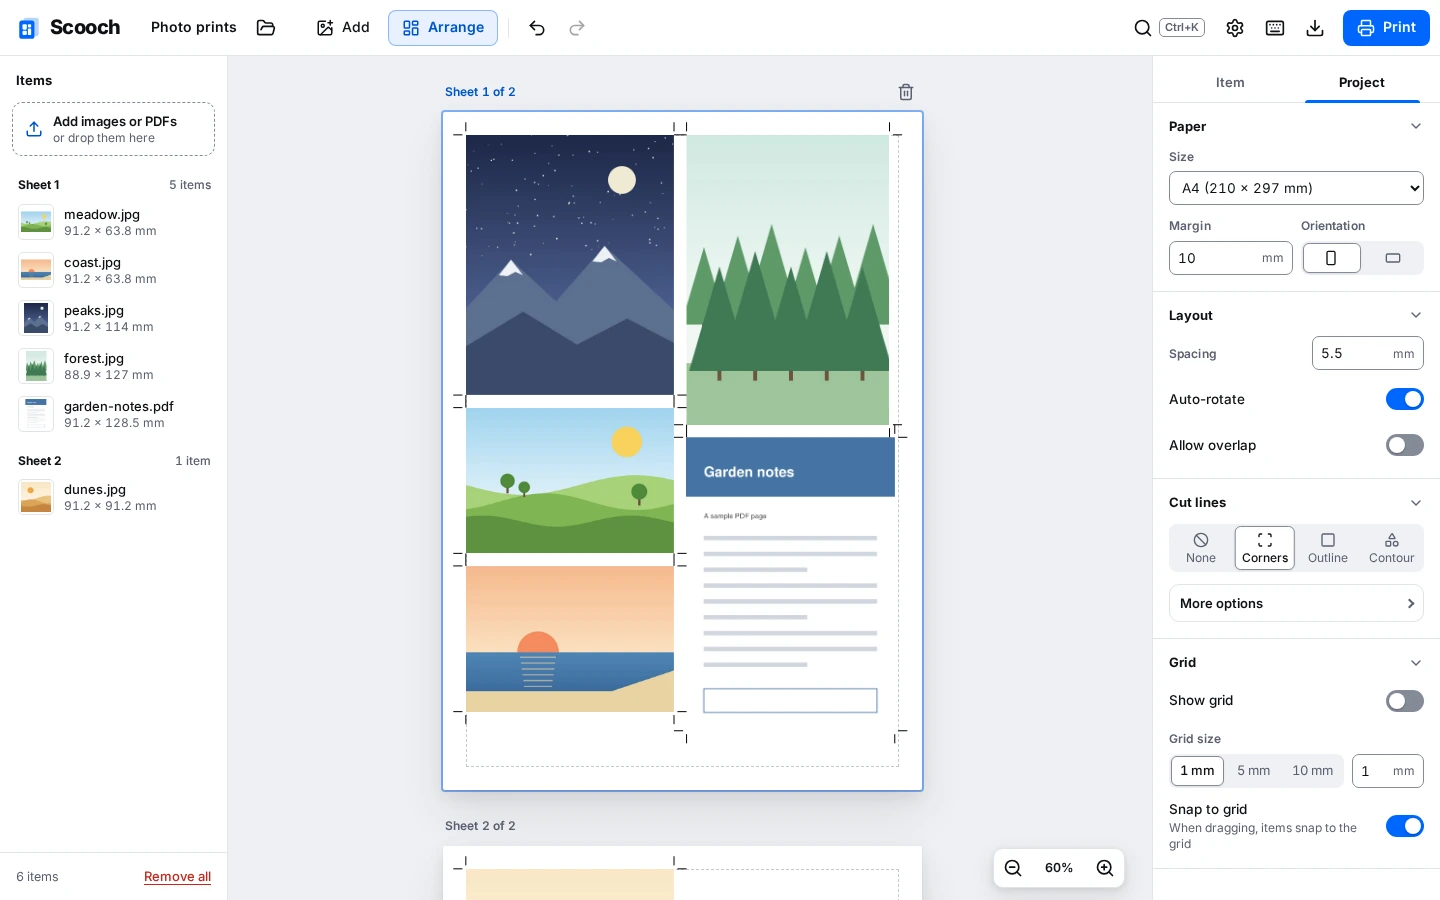 Scooch
Photo prints
Add
Arrange
Ctrl+K
Print
Items
Add images or PDFs
or drop them here
Sheet 1
5 items
meadow.jpg
91.2 × 63.8 mm
coast.jpg
91.2 × 63.8 mm
peaks.jpg
91.2 × 114 mm
forest.jpg
88.9 × 127 mm
garden-notes.pdf
91.2 × 128.5 mm
Sheet 2
1 item
dunes.jpg
91.2 × 91.2 mm
6 items
Remove all
Sheet 1 of 2
Garden notes
A sample PDF page
Sheet 2 of 2
60%
Item
Project
Paper
Size
A4 (210 × 297 mm)
Margin
Orientation
10 mm
Layout
Spacing
5.5 mm
Auto-rotate
Allow overlap
Cut lines
None
Corners
Outline
Contour
More options
Grid
Show grid
Grid size
1 mm
5 mm
10 mm
1 mm
Snap to grid
When dragging, items snap to the
grid